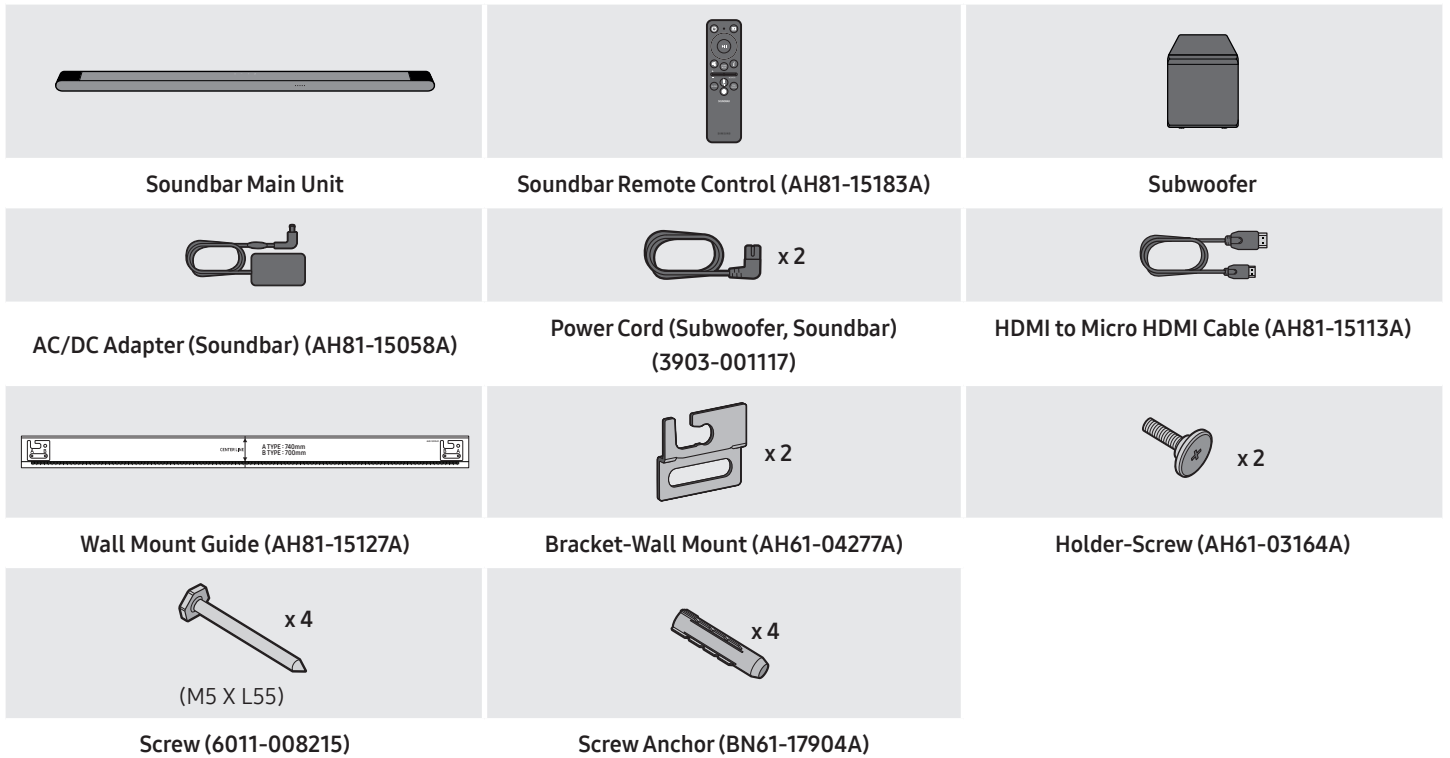 Soundbar Main Unit
Soundbar Remote Control (AH81-15183A)
Subwoofer
x 2
AC/DC Adapter (Soundbar) (AH81-15058A)
Power Cord (Subwoofer, Soundbar)
(3903-001117)
HDMI to Micro HDMI Cable (AH81-15113A)
CENTER LINE
A TYPE : 740mm
B TYPE : 700mm
x 2
x 2
Wall Mount Guide (AH81-15127A)
Bracket-Wall Mount (AH61-04277A)
Holder-Screw (AH61-03164A)
x 4
(M5 X L55)
x 4
Screw (6011-008215)
Screw Anchor (BN61-17904A)